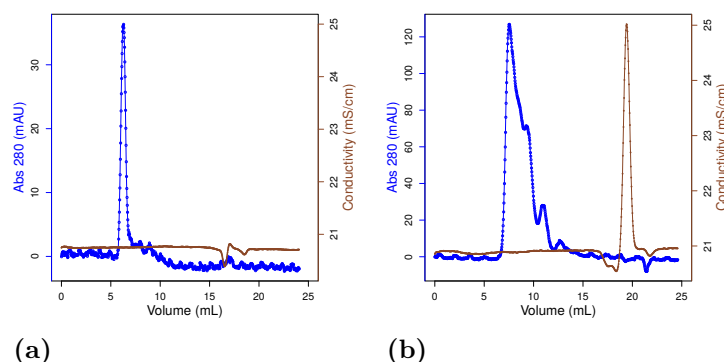 Abs 280 (mAU)
0 10 20 30
0 5 10 15 20 25
Volume (mL)
21 22 23 24 25
Conductivity (mS/cm)
(a)
Abs 280 (mAU)
0 20 40 60 80 100 120
0 5 10 15 20 25
Volume (mL)
21 22 23 24 25
Conductivity (mS/cm)
(b)